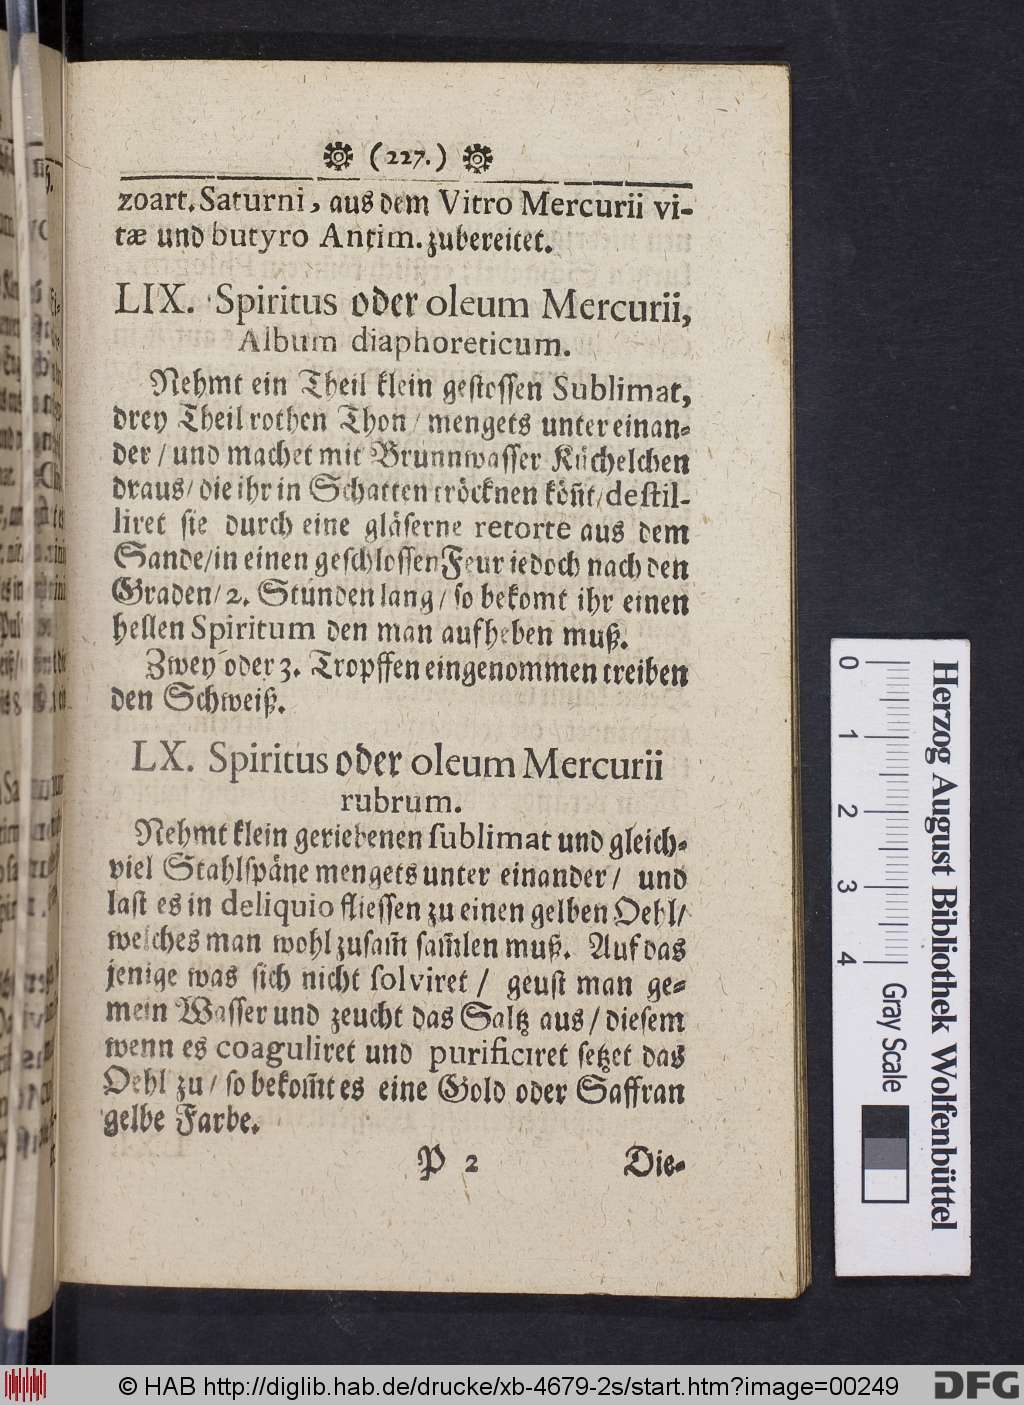 (227.)
zoart. Saturni, aus dem Vitro Mercurii vi-
tæ und butyro Antim. zubereitet.
LIX. Spiritus oder oleum Mercurii,
Album diaphoreticum.
Nehmt ein Theil klein gestossen Sublimat,
drey Theil rothen Thon / mengets unter einan-
der / und machet mit Brunnwasser Küchelchen
draus / die ihr in Schatten tröcknen kön̄t / destil-
liret sie durch eine gläserne retorte aus dem
Sande / in einen geschlossen Feur iedoch nach den
Graden / 2. Stunden lang / so bekomt ihr einen
hellen Spiritum den man aufheben muß.
Zwey oder 3. Tropffen eingenommen treiben
den Schweiß.
LX. Spiritus oder oleum Mercurii
rubrum.
Nehmt klein geriebenen sublimat und gleich-
viel Stahlspäne mengets unter einander / und
last es in deliquio fliessen zu einen gelben Oehl /
welches man wohl zusam̄ sam̄len muß. Auf das
jenige was sich nicht solviret / geust man ge-
mein Wasser und zeucht das Saltz aus / diesem
wenn es coaguliret und purificiret setzet das
Oehl zu / so bekom̄t es eine Gold oder Saffran
gelbe Farbe.
P 2 Die-
0 1 2 3 4 Gray Scale
Herzog August Bibliothek Wolfenbüttel
© HAB http://diglib.hab.de/drucke/xb-4679-2s/start.htm?image=00249
DFG